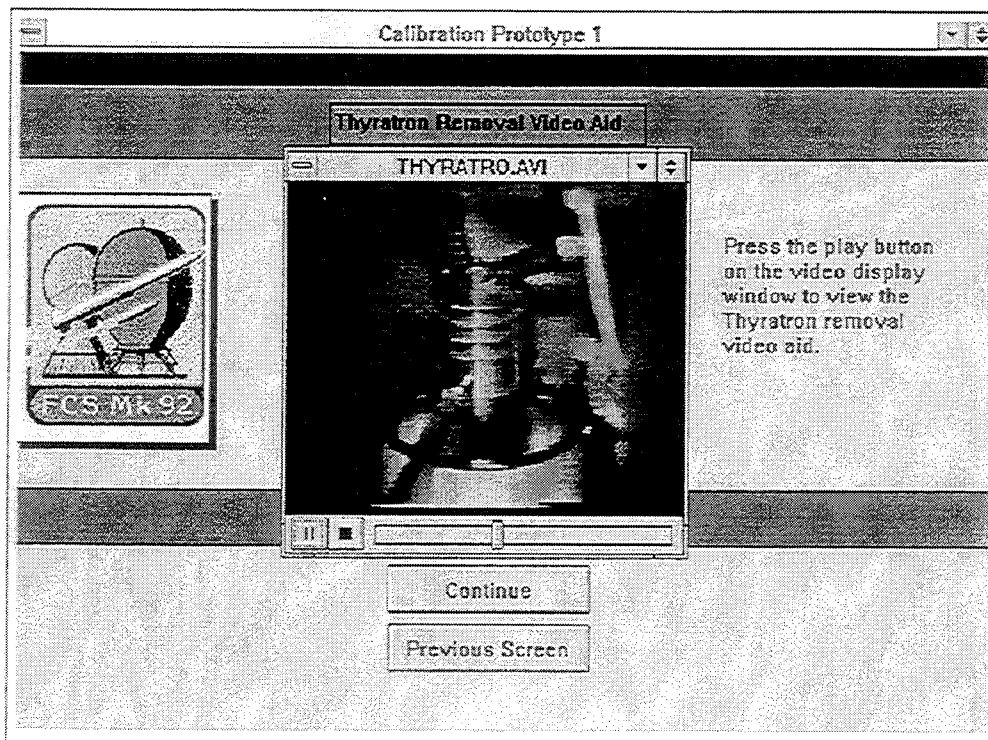 Calibration Prototype 1
Thyratron Removal Video Aid
THYRATRO.AVI
Press the play button
on the video display
window to view the
Thyratron removal
video aid.
FCS Mk 92
Continue
Previous Screen